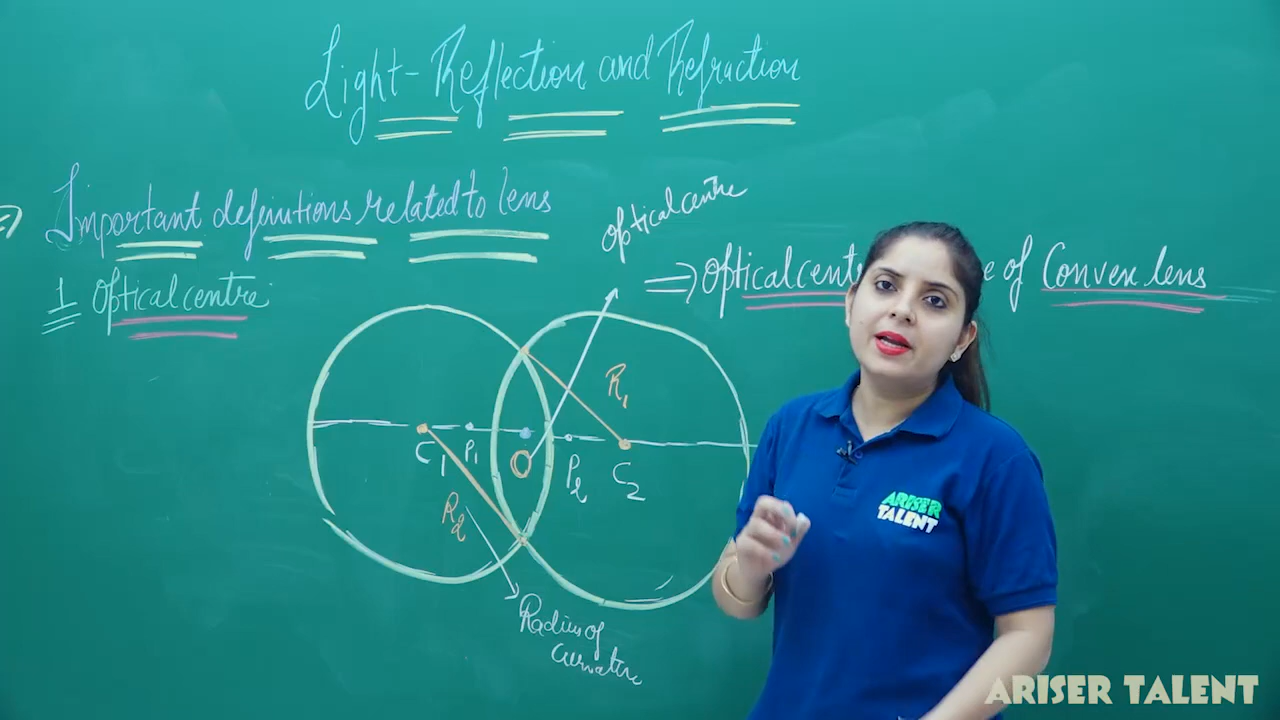 Light-Reflection and Refraction
Important definitions related to lens
1 Optical centre
optical centre
⇒ Optical cent e of Convex lens
R1
C1 P1 O P2 C2
R2
Radius of
Curvature
ARISER
TALENT
ARISER TALENT